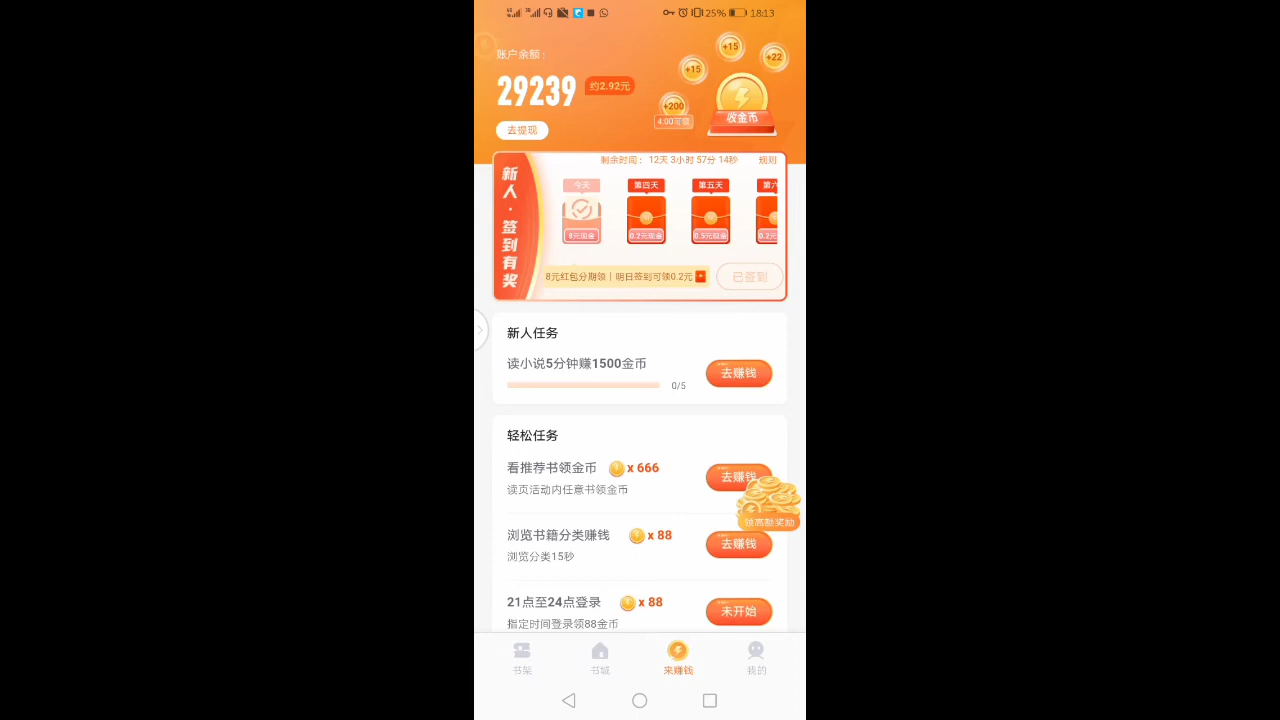 25% 18:13
账户余额：
29239 约2.92元
去提现
+15
+15
+22
+200
4:00可领
收金币
新人·签到有奖
剩余时间： 12天 3小时 57分 14秒 规则
今天 第四天 第五天 第六
8元现金 0.2元现金 0.5元现金 0.2元
8元红包分期领｜明日签到可领0.2元 已签到
新人任务
读小说5分钟赚1500金币
0/5
去赚钱
轻松任务
看推荐书领金币 x 666
读页活动内任意书领金币
去赚钱
领高额奖励
浏览书籍分类赚钱 x 88
浏览分类15秒
去赚钱
21点至24点登录 x 88
指定时间登录领88金币
未开始
书架 书城 来赚钱 我的